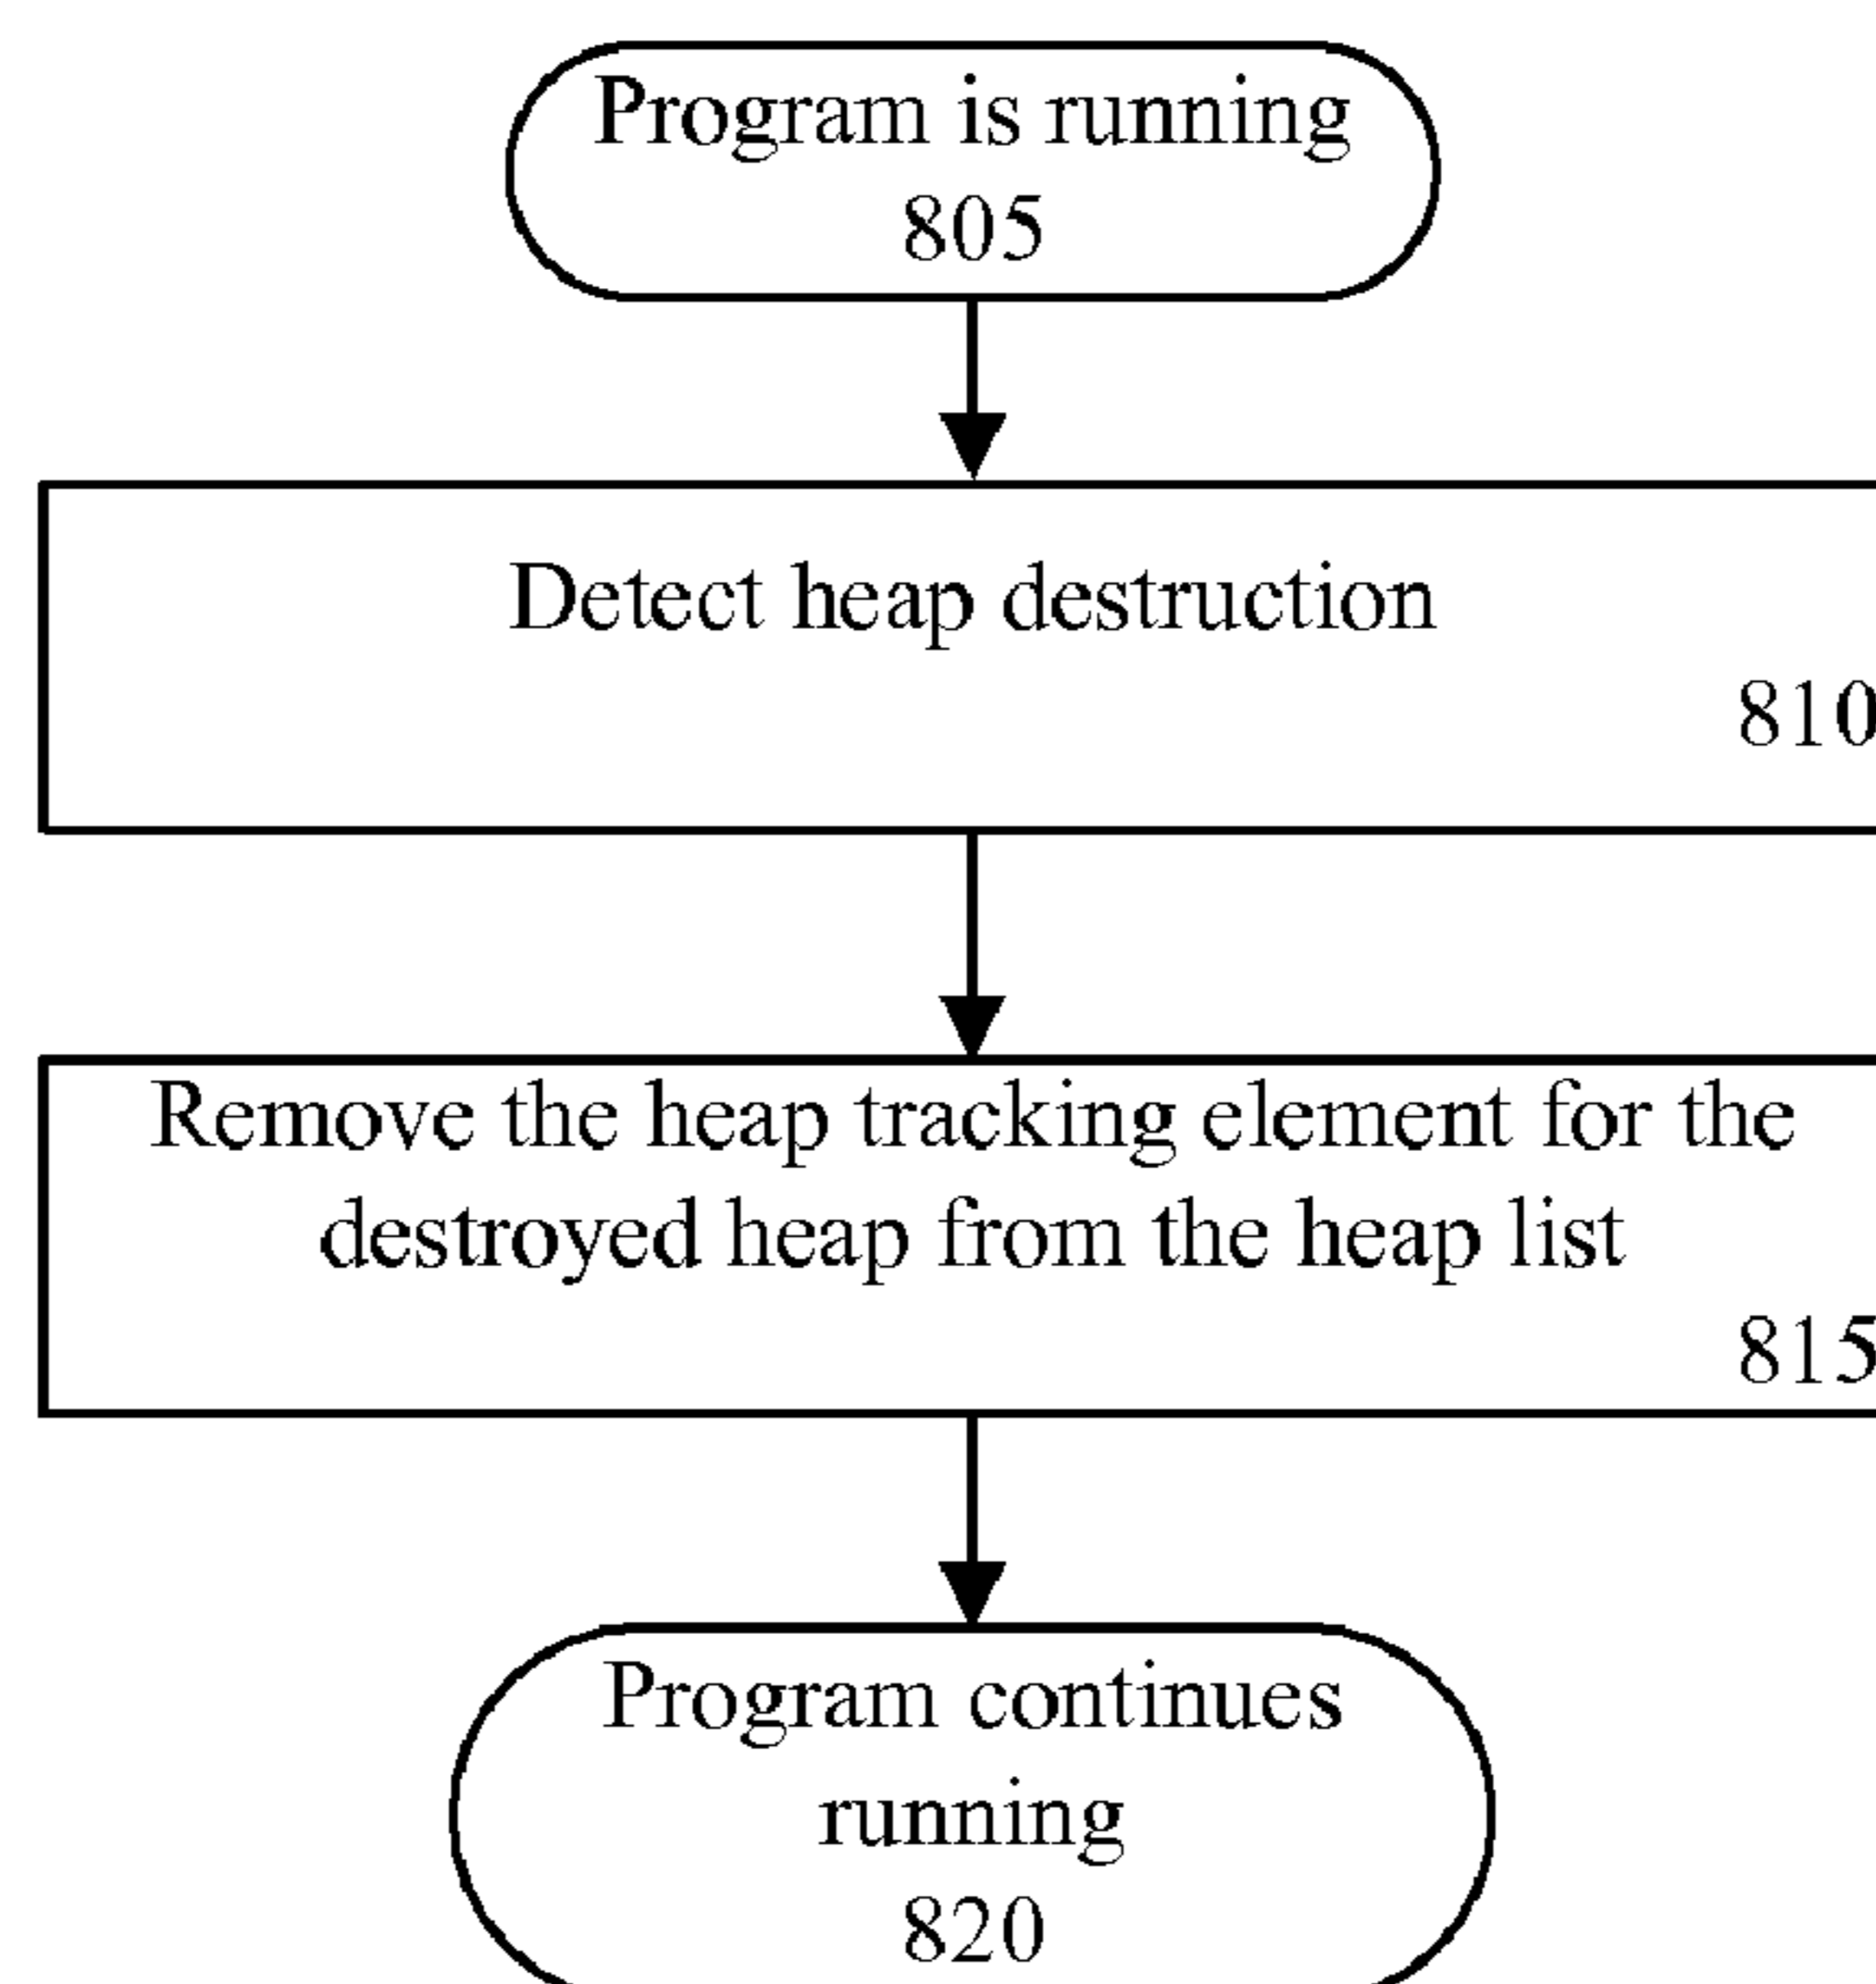 Program is running
805
Detect heap destruction
810
Remove the heap tracking element for the
destroyed heap from the heap list
815
Program continues
running
820